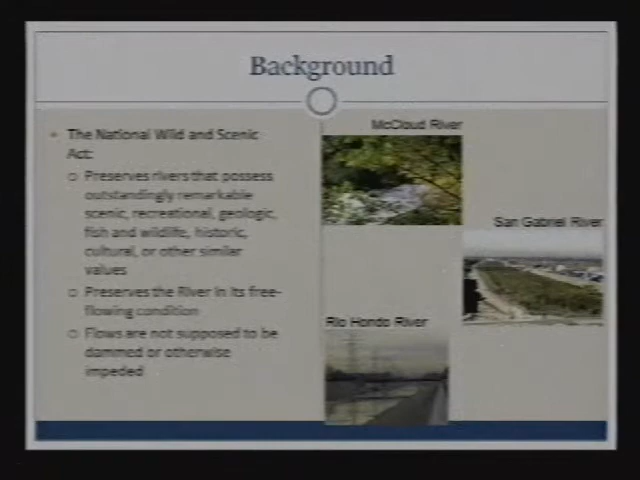 Background
The National Wild and Scenic
Act:
Preserves rivers that possess
outstandingly remarkable
scenic, recreational, geologic,
fish and wildlife, historic,
cultural, or other similar
values
Preserves the River in its free-
flowing condition
Flows are not supposed to be
dammed or otherwise
impeded
McCloud River
San Gabriel River
Rio Hondo River